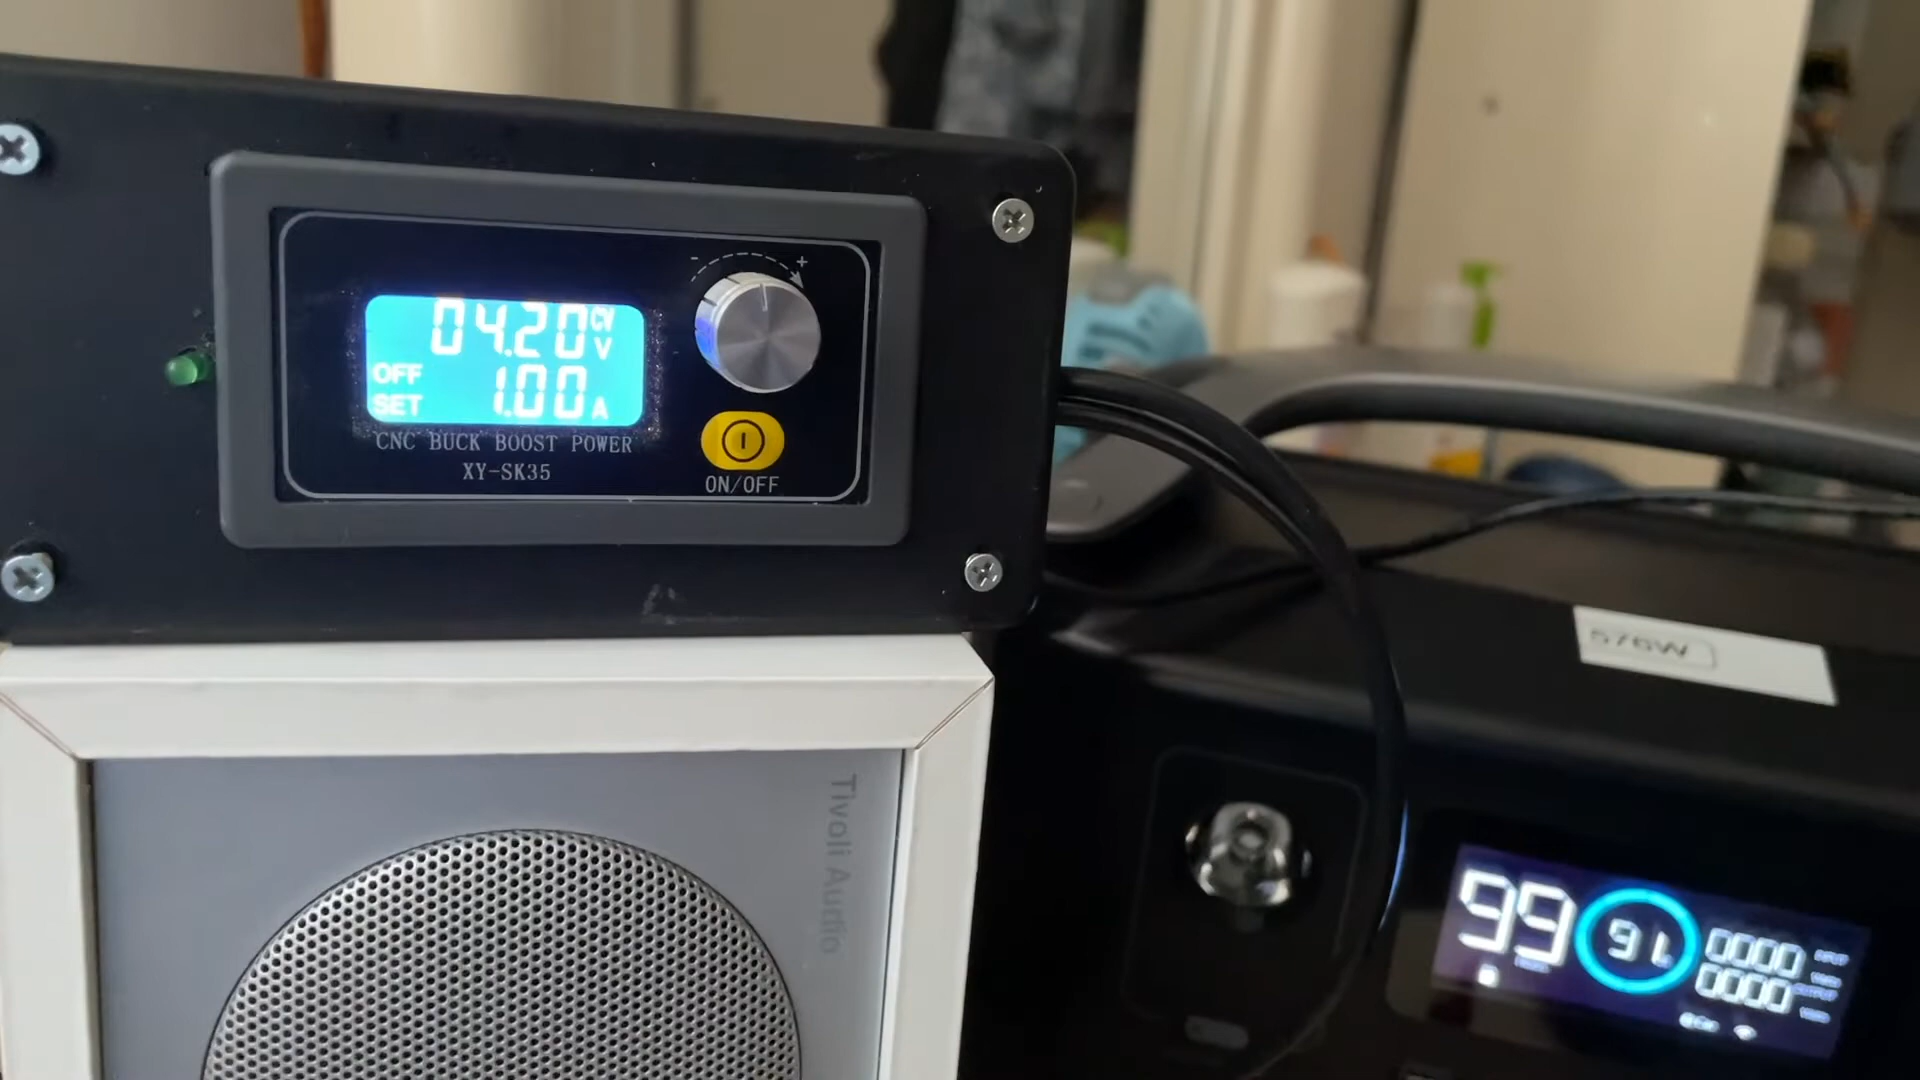 - +
04.20 CV V
OFF
SET 1.00 A
CNC BUCK BOOST POWER
XY-SK35
ON/OFF
576W
Tivoli Audio
99
91
0000
0000